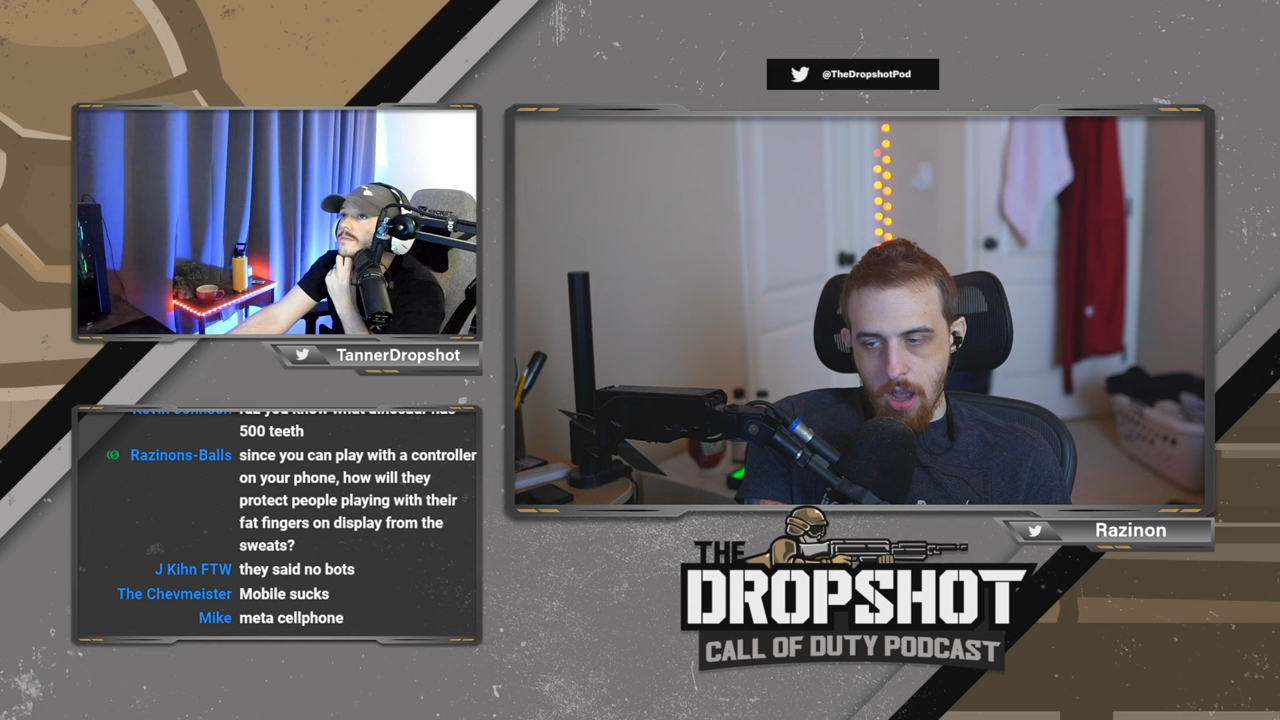 @TheDropshotPod
TannerDropshot
500 teeth
Razinons-Balls since you can play with a controller
on your phone, how will they
protect people playing with their
fat fingers on display from the
sweats?
J Kihn FTW they said no bots
The Chevmeister Mobile sucks
Mike meta cellphone
Razinon
THE
DROPSHOT
CALL OF DUTY PODCAST